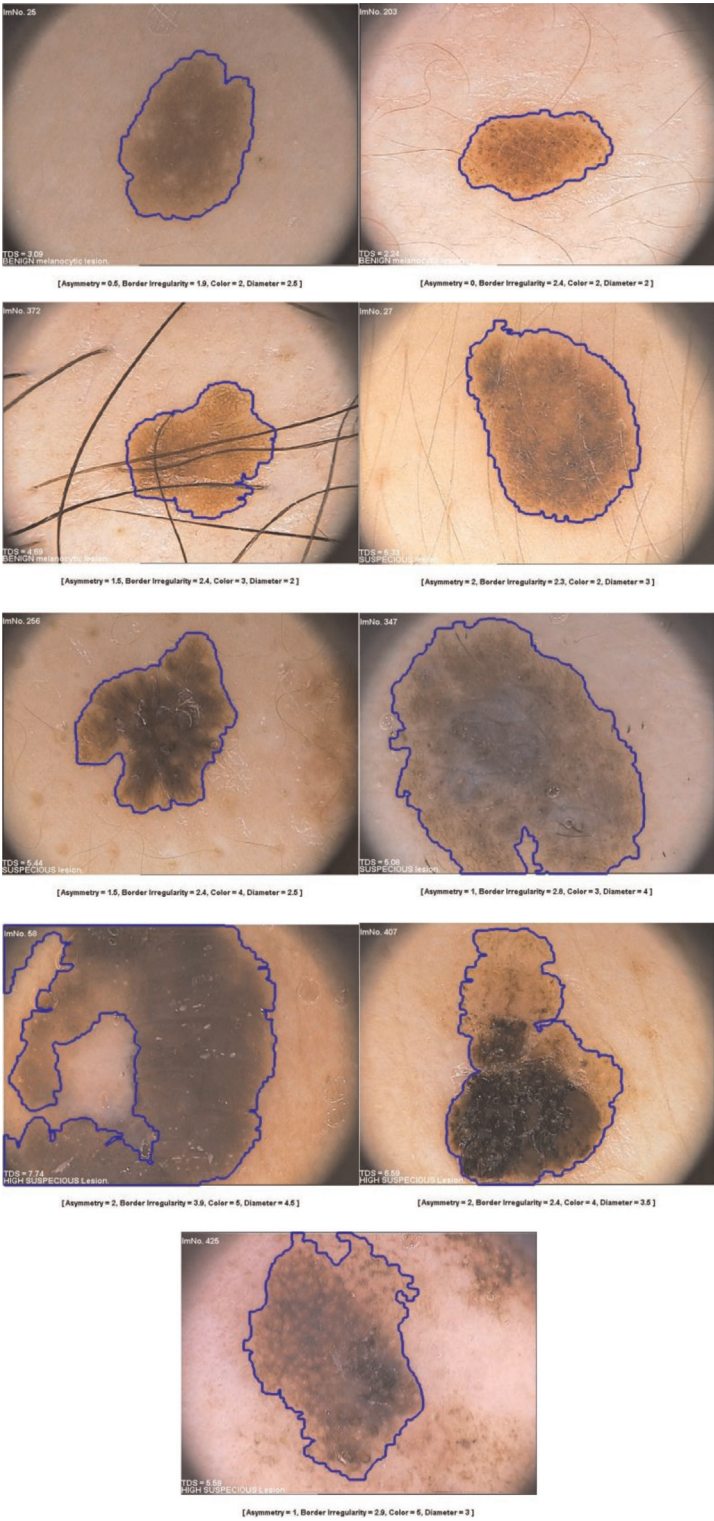 ImNo. 25
TDS = 3.09
BENIGN melanocytic lesion.
[ Asymmetry = 0.5, Border Irregularity = 1.9, Color = 2, Diameter = 2.5 ]
ImNo. 203
TDS = 2.24
BENIGN melanocytic lesion.
[ Asymmetry = 0, Border Irregularity = 2.4, Color = 2, Diameter = 2 ]
ImNo. 372
TDS = 4.69
BENIGN melanocytic lesion.
[ Asymmetry = 1.5, Border Irregularity = 2.4, Color = 3, Diameter = 2 ]
ImNo. 27
SUSPECIOUS lesion.
[ Asymmetry = 2, Border Irregularity = 2.3, Color = 2, Diameter = 3 ]
ImNo. 256
TDS = 5.44
SUSPECIOUS lesion.
[ Asymmetry = 1.5, Border Irregularity = 2.4, Color = 4, Diameter = 2.5 ]
ImNo. 347
TDS = 5.08
SUSPECIOUS lesion.
[ Asymmetry = 1, Border Irregularity = 2.8, Color = 3, Diameter = 4 ]
ImNo. 58
TDS = 7.74
HIGH SUSPECIOUS Lesion.
[ Asymmetry = 2, Border Irregularity = 3.9, Color = 5, Diameter = 4.5 ]
ImNo. 407
TDS = 6.59
HIGH SUSPECIOUS Lesion.
[ Asymmetry = 2, Border Irregularity = 2.4, Color = 4, Diameter = 3.5 ]
ImNo. 425
TDS = 5.59
HIGH SUSPECIOUS Lesion.
[ Asymmetry = 1, Border Irregularity = 2.9, Color = 5, Diameter = 3 ]